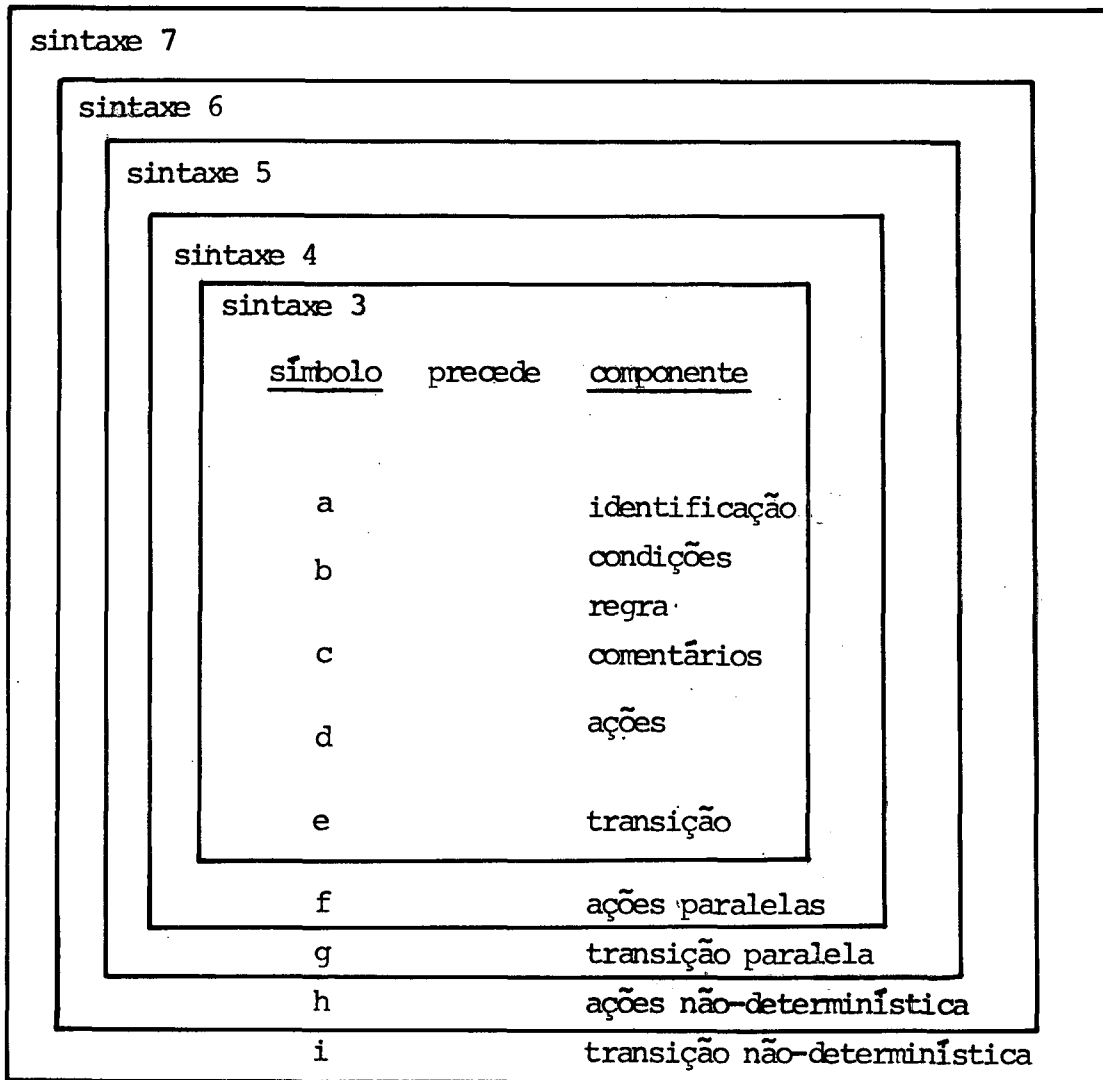 sintaxe 7
sintaxe 6
sintaxe 5
sintaxe 4
sintaxe 3
símbolo precede componente
a identificação
b condições
regra
c comentários
d ações
e transição
f ações paralelas
g transição paralela
h ações não-determinística
i transição não-determinística